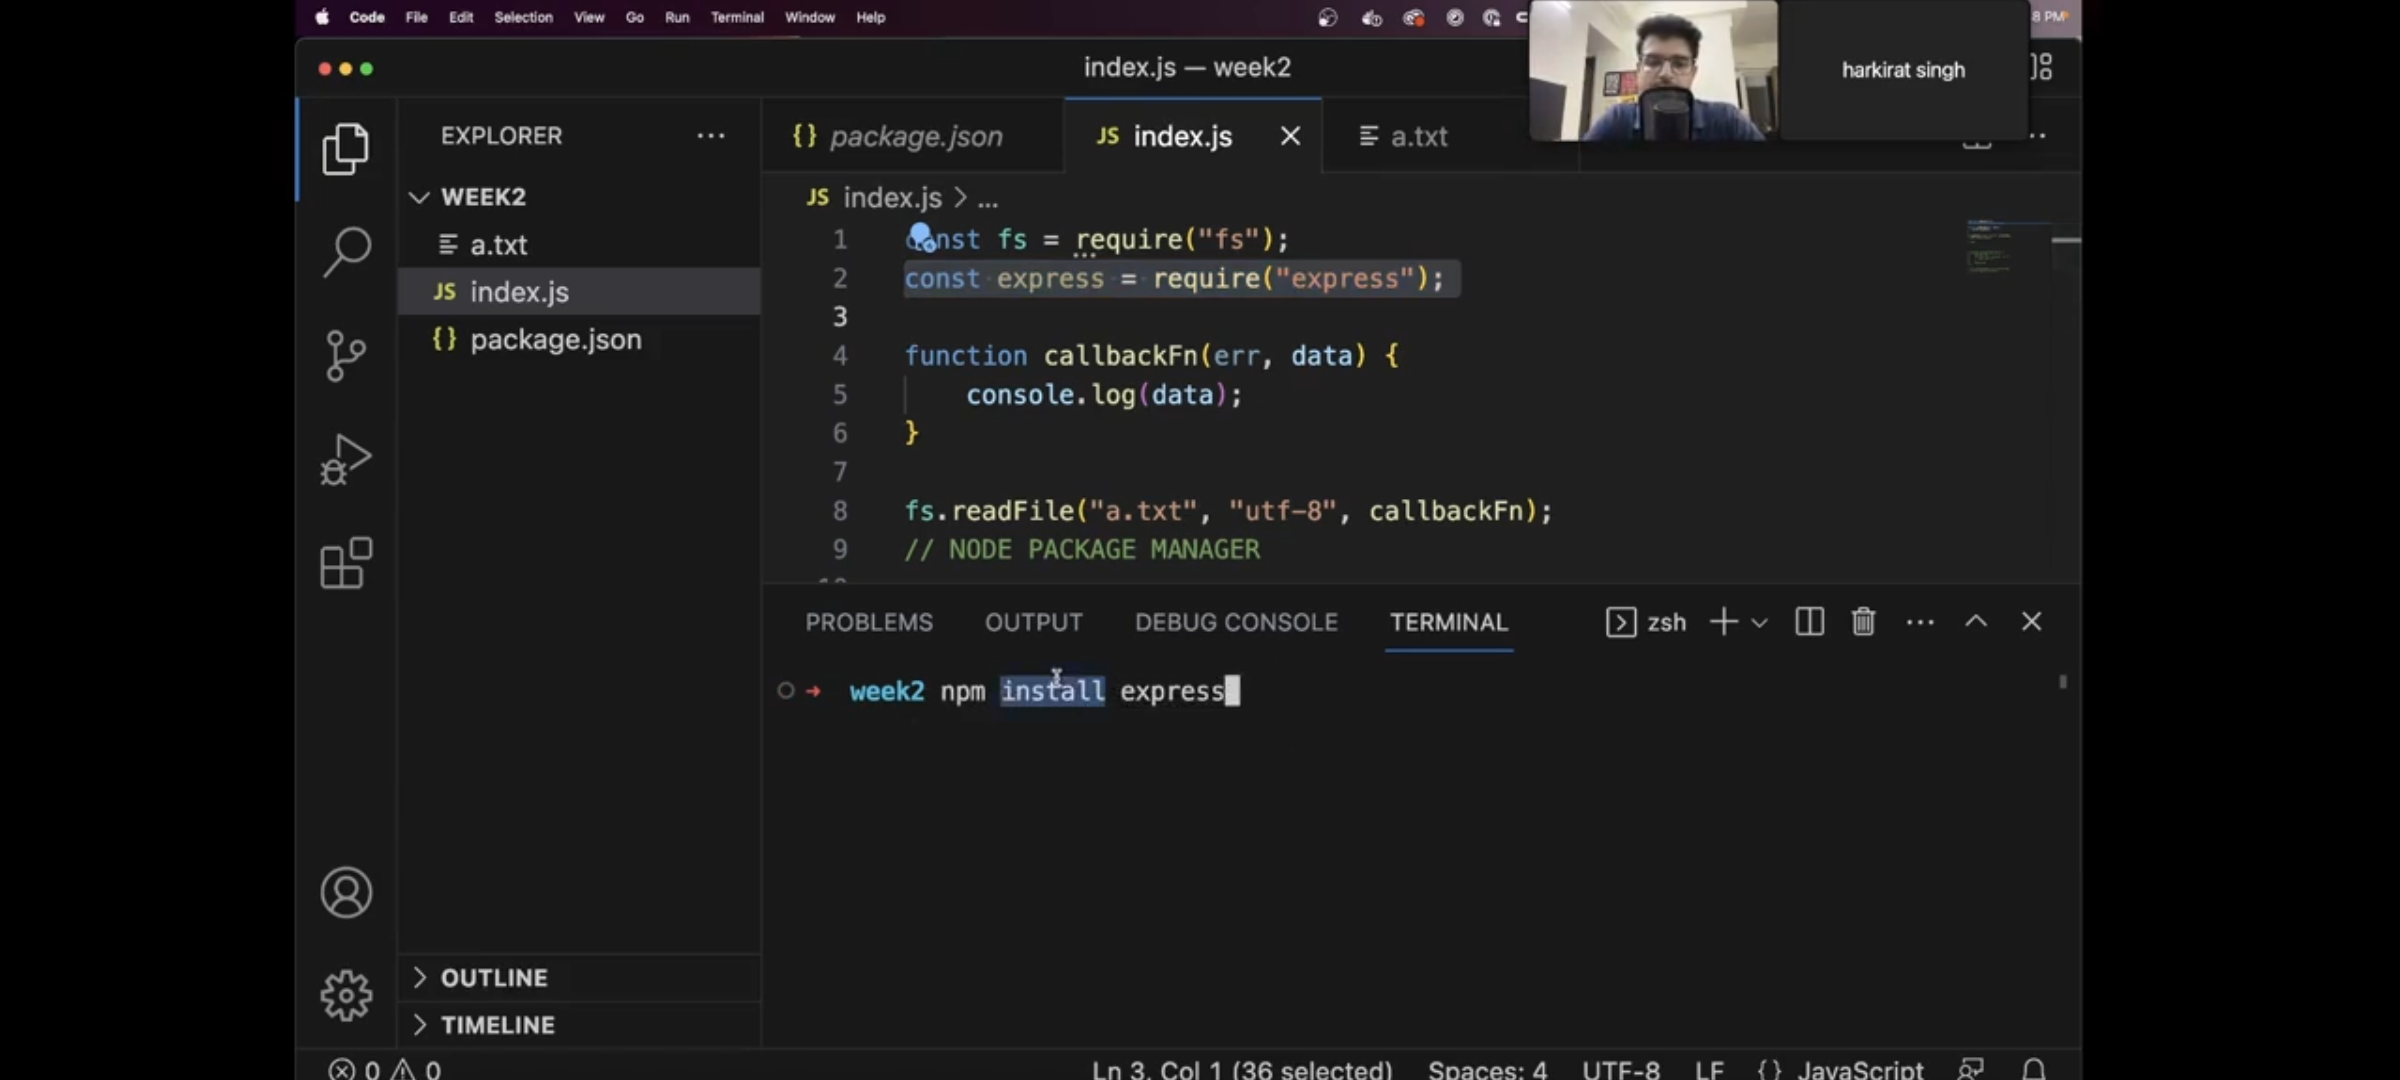 Code File Edit Selection View Go Run Terminal Window Help
8 PM
index.js — week2
harkirat singh
EXPLORER
package.json
JS index.js
a.txt
WEEK2
a.txt
JS index.js
{} package.json
JS index.js > ...
1 const fs = require("fs");
2 const express = require("express");
3
4 function callbackFn(err, data) {
5 console.log(data);
6 }
7
8 fs.readFile("a.txt", "utf-8", callbackFn);
9 // NODE PACKAGE MANAGER
PROBLEMS OUTPUT DEBUG CONSOLE TERMINAL
zsh
week2 npm install express
OUTLINE
TIMELINE
0 0
Ln 3, Col 1 (36 selected) Spaces: 4 UTF-8 LF {} JavaScript